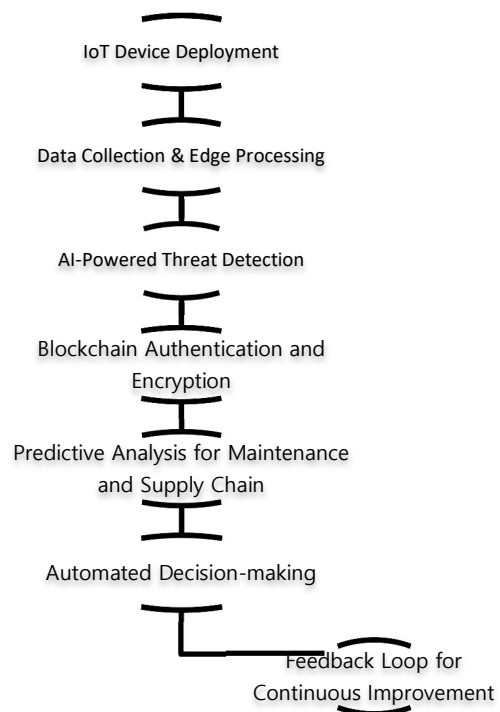 IoT Device Deployment
Data Collection & Edge Processing
AI-Powered Threat Detection
Blockchain Authentication and
Encryption
Predictive Analysis for Maintenance
and Supply Chain
Automated Decision-making
Feedback Loop for
Continuous Improvement